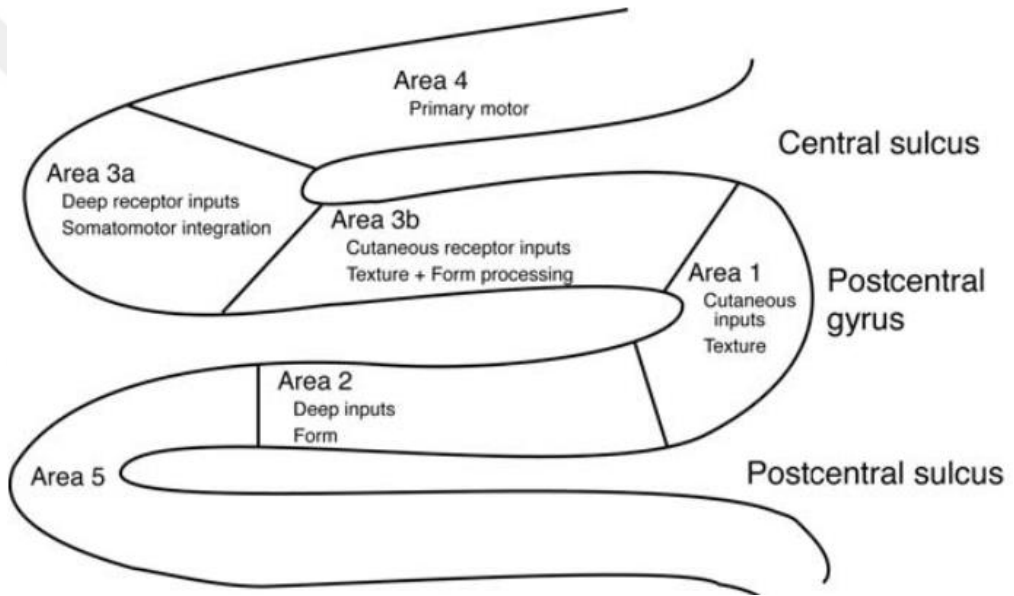 Area 4
Primary motor
Central sulcus
Area 3a
Deep receptor inputs
Somatomotor integration
Area 3b
Cutaneous receptor inputs
Texture + Form processing
Area 1
Cutaneous
inputs
Texture
Postcentral
gyrus
Area 2
Deep inputs
Form
Area 5
Postcentral sulcus